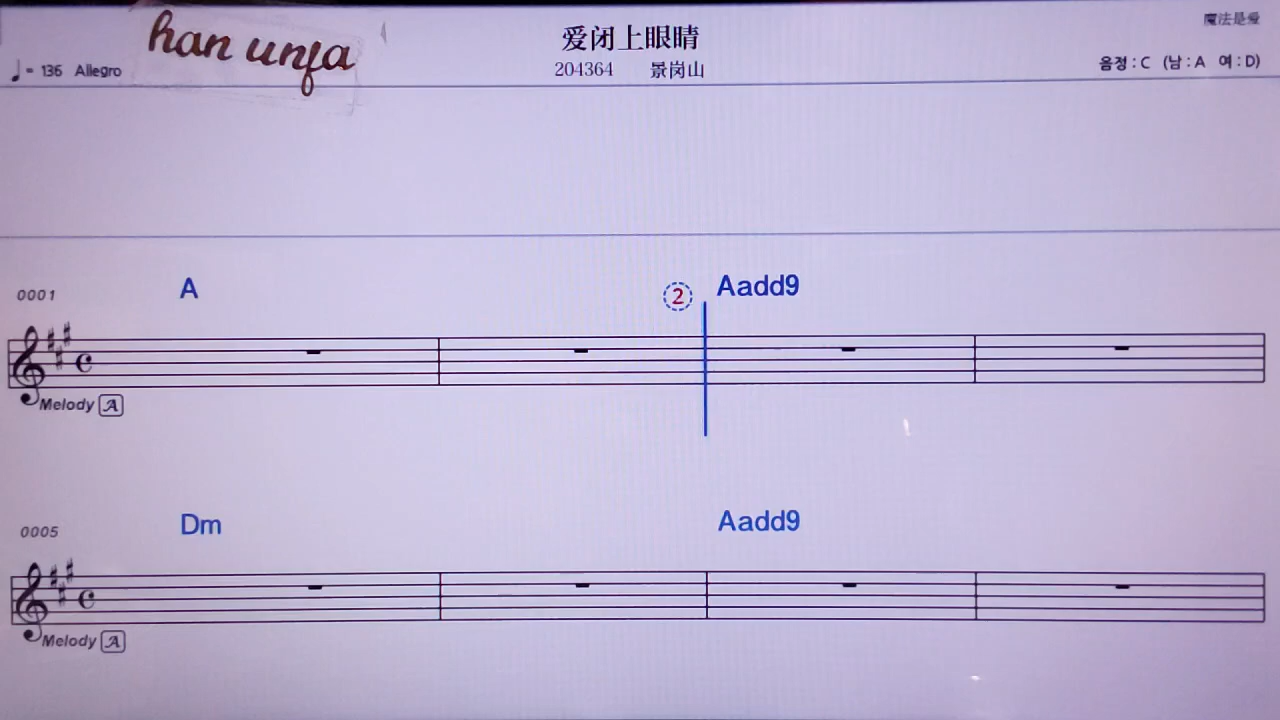 魔法是爱
han unfa
爱闭上眼睛
♩= 136 Allegro
204364 景岗山
음정 : C (남 : A 여 : D)
0001
A
② Aadd9
Melody A
0005
Dm
Aadd9
Melody A